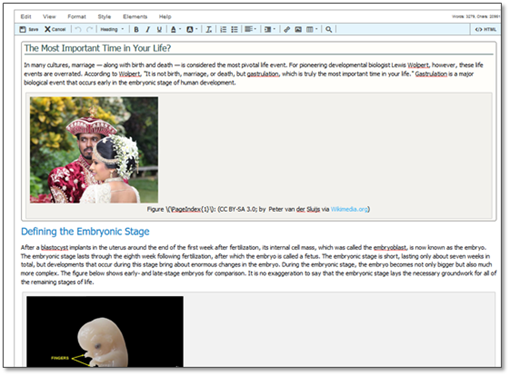 Edit View Format Style Elements Help
Save Cancel Heading B I U A A HTML
The Most Important Time in Your Life?
In many cultures, marriage — along with birth and death — is considered the most pivotal life event. For pioneering developmental biologist Lewis Wolpert, however, these life
events are overrated. According to Wolpert, "It is not birth, marriage, or death, but gastrulation, which is truly the most important time in your life." Gastrulation is a major
biological event that occurs early in the embryonic stage of human development.
Figure \(\PageIndex{1}\): (CC BY-SA 3.0; by Peter van der Sluijs via Wikimedia.org)
Defining the Embryonic Stage
After a blastocyst implants in the uterus around the end of the first week after fertilization, its internal cell mass, which was called the embryoblast, is now known as the embryo.
The embryonic stage lasts through the eighth week following fertilization, after which the embryo is called a fetus. The embryonic stage is short, lasting only about seven weeks in
total, but developments that occur during this stage bring about enormous changes in the embryo. During the embryonic stage, the embryo becomes not only bigger but also much
more complex. The figure below shows early- and late-stage embryos for comparison. It is no exaggeration to say that the embryonic stage lays the necessary groundwork for all of
the remaining stages of life.
FINGERS